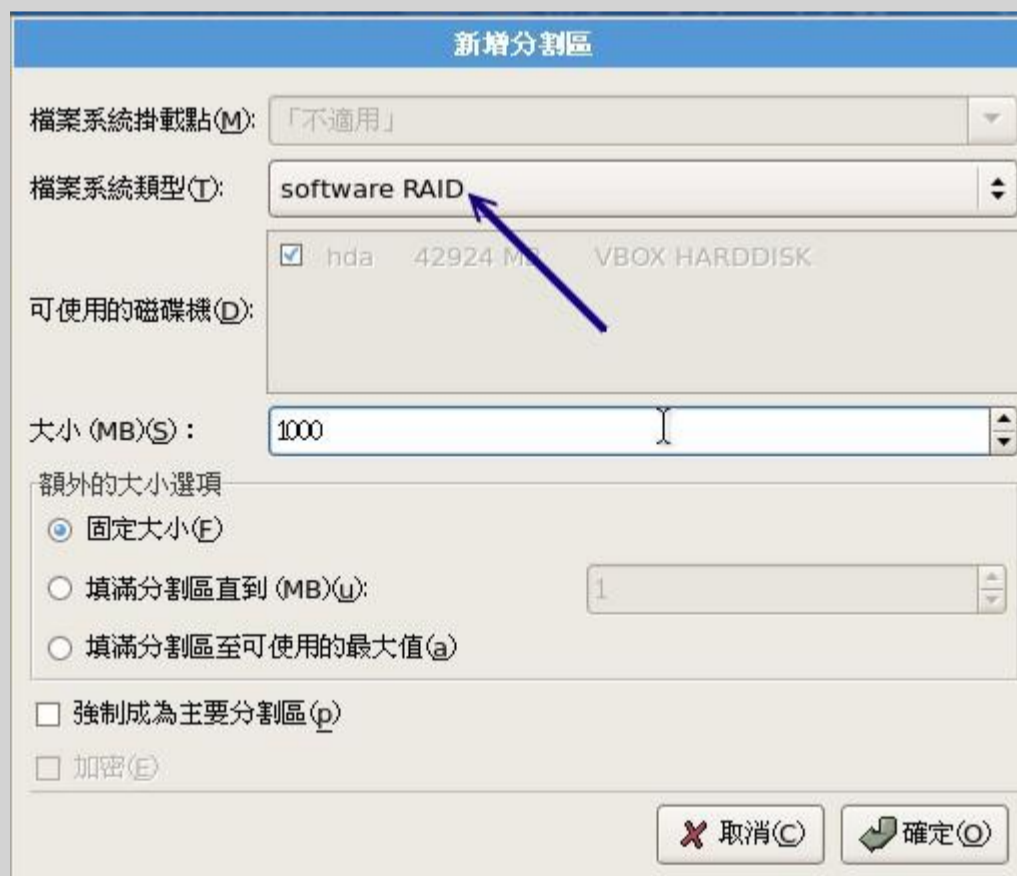 新增分割區
檔案系統掛載點(M): 「不適用」
檔案系統類型(T): software RAID
hda 42924 MB VBOX HARDDISK
可使用的磁碟機(D):
大小 (MB)(S)： 1000
額外的大小選項
固定大小(F)
填滿分割區直到 (MB)(u): 1
填滿分割區至可使用的最大值(a)
強制成為主要分割區(p)
加密(E)
取消(C) 確定(O)